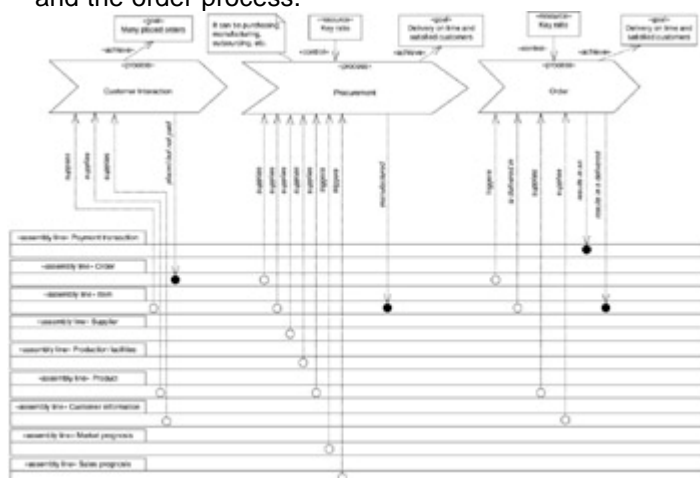 and the order process.
«goal»
Many placed orders
«achieve»
It can be purchasing
manufacturing,
outsourcing, etc.
«resource»
Key ratio
«control»
«goal»
Delivery on time and
satisfied customers
«achieve»
«resource»
Key ratio
«control»
«goal»
Delivery on time and
satisfied customers
«achieve»
«process»
Customer Interaction
«process»
Procurement
«process»
Order
supplies
supplies
supplies
placed but not paid
supplies
supplies
supplies
supplies
triggers
triggers
manufactured
triggers
is delivered in
supplies
supplies
results in a delivered
«assembly line» Payment transaction
«assembly line» Order
«assembly line» Item
«assembly line» Supplier
«assembly line» Production facilities
«assembly line» Product
«assembly line» Customer information
«assembly line» Market prognosis
«assembly line» Sales prognosis